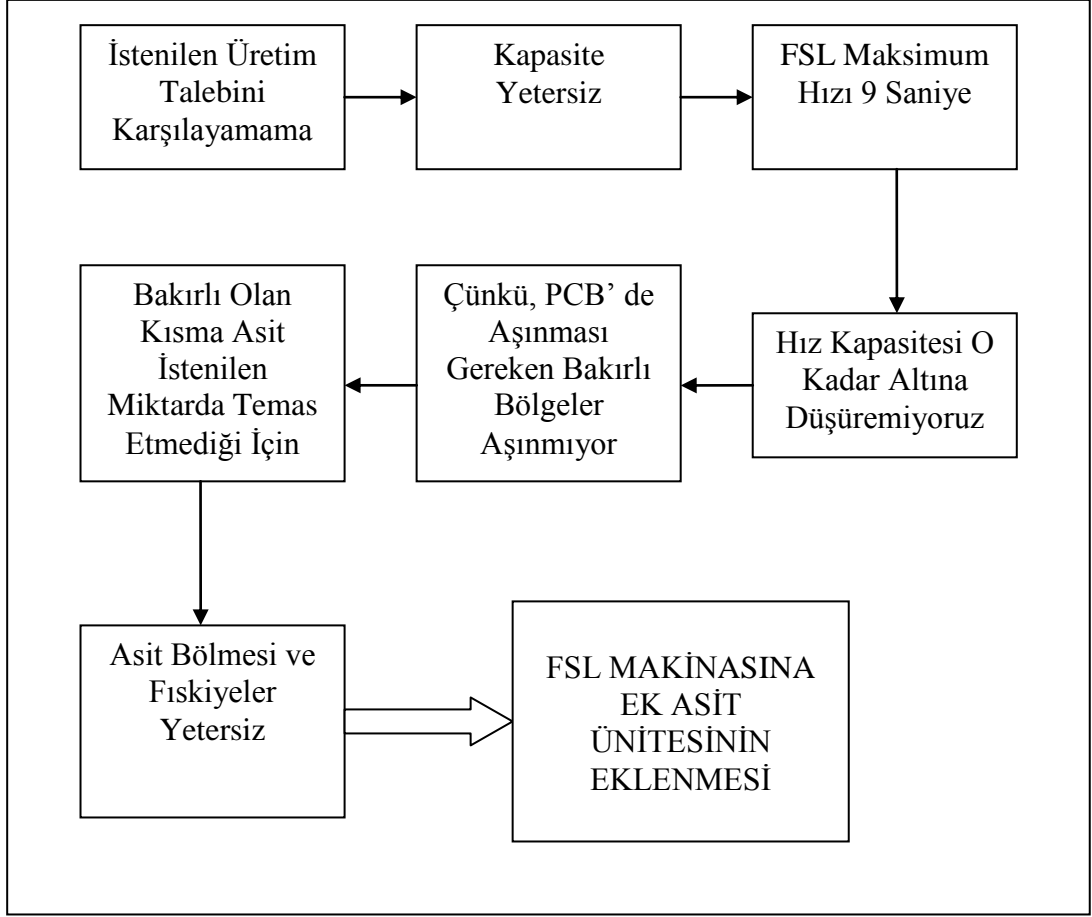 İstenilen Üretim
Talebini
Karşılayamama
Kapasite
Yetersiz
FSL Maksimum
Hızı 9 Saniye
Hız Kapasitesi O
Kadar Altına
Düşüremiyoruz
Çünkü, PCB’ de
Aşınması
Gereken Bakırlı
Bölgeler
Aşınmıyor
Bakırlı Olan
Kısma Asit
İstenilen
Miktarda Temas
Etmediği İçin
Asit Bölmesi ve
Fıskiyeler
Yetersiz
FSL MAKİNASINA
EK ASİT
ÜNİTESİNİN
EKLENMESİ